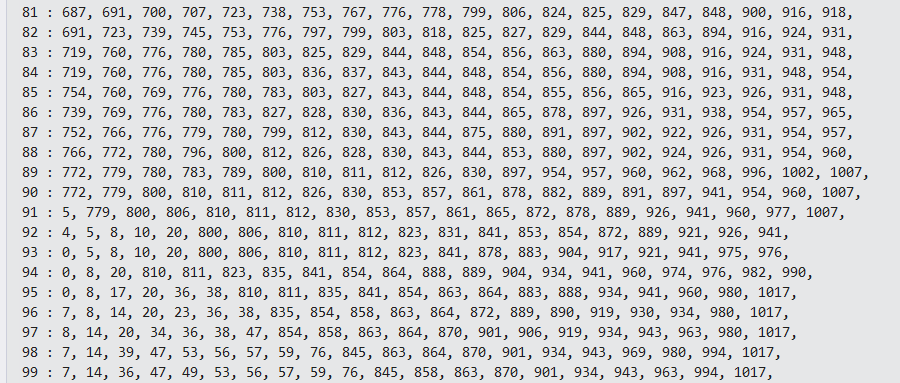 81 : 687, 691, 700, 707, 723, 738, 753, 767, 776, 778, 799, 806, 824, 825, 829, 847, 848, 900, 916, 918,
82 : 691, 723, 739, 745, 753, 776, 797, 799, 803, 818, 825, 827, 829, 844, 848, 863, 894, 916, 924, 931,
83 : 719, 760, 776, 780, 785, 803, 825, 829, 844, 848, 854, 856, 863, 880, 894, 908, 916, 924, 931, 948,
84 : 719, 760, 776, 780, 785, 803, 836, 837, 843, 844, 848, 854, 856, 880, 894, 908, 916, 931, 948, 954,
85 : 754, 760, 769, 776, 780, 783, 803, 827, 843, 844, 848, 854, 855, 856, 865, 916, 923, 926, 931, 948,
86 : 739, 769, 776, 780, 783, 827, 828, 830, 836, 843, 844, 865, 878, 897, 926, 931, 938, 954, 957, 965,
87 : 752, 766, 776, 779, 780, 799, 812, 830, 843, 844, 875, 880, 891, 897, 902, 922, 926, 931, 954, 957,
88 : 766, 772, 780, 796, 800, 812, 826, 828, 830, 843, 844, 853, 880, 897, 902, 924, 926, 931, 954, 960,
89 : 772, 779, 780, 783, 789, 800, 810, 811, 812, 826, 830, 897, 954, 957, 960, 962, 968, 996, 1002, 1007,
90 : 772, 779, 800, 810, 811, 812, 826, 830, 853, 857, 861, 878, 882, 889, 891, 897, 941, 954, 960, 1007,
91 : 5, 779, 800, 806, 810, 811, 812, 830, 853, 857, 861, 865, 872, 878, 889, 926, 941, 960, 977, 1007,
92 : 4, 5, 8, 10, 20, 800, 806, 810, 811, 812, 823, 831, 841, 853, 854, 872, 889, 921, 926, 941,
93 : 0, 5, 8, 10, 20, 800, 806, 810, 811, 812, 823, 841, 878, 883, 904, 917, 921, 941, 975, 976,
94 : 0, 8, 20, 810, 811, 823, 835, 841, 854, 864, 888, 889, 904, 934, 941, 960, 974, 976, 982, 990,
95 : 0, 8, 17, 20, 36, 38, 810, 811, 835, 841, 854, 863, 864, 883, 888, 934, 941, 960, 980, 1017,
96 : 7, 8, 14, 20, 23, 36, 38, 835, 854, 858, 863, 864, 872, 889, 890, 919, 930, 934, 980, 1017,
97 : 8, 14, 20, 34, 36, 38, 47, 854, 858, 863, 864, 870, 901, 906, 919, 934, 943, 963, 980, 1017,
98 : 7, 14, 39, 47, 53, 56, 57, 59, 76, 845, 863, 864, 870, 901, 934, 943, 969, 980, 994, 1017,
99 : 7, 14, 36, 47, 49, 53, 56, 57, 59, 76, 845, 858, 863, 870, 901, 934, 943, 963, 994, 1017,